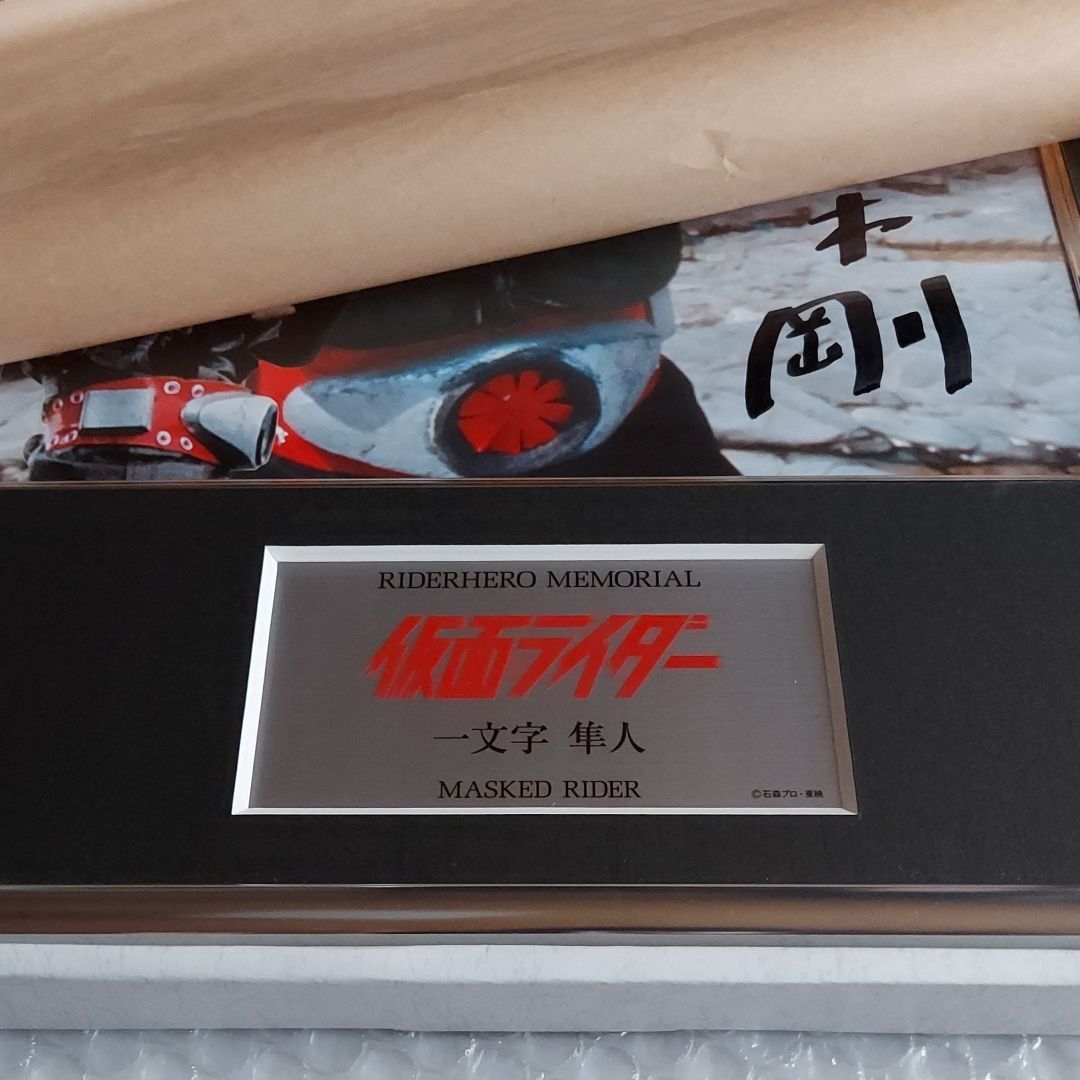 剛
RIDERHERO MEMORIAL
仮面ライダー
一文字 隼人
MASKED RIDER
©石森プロ・東映